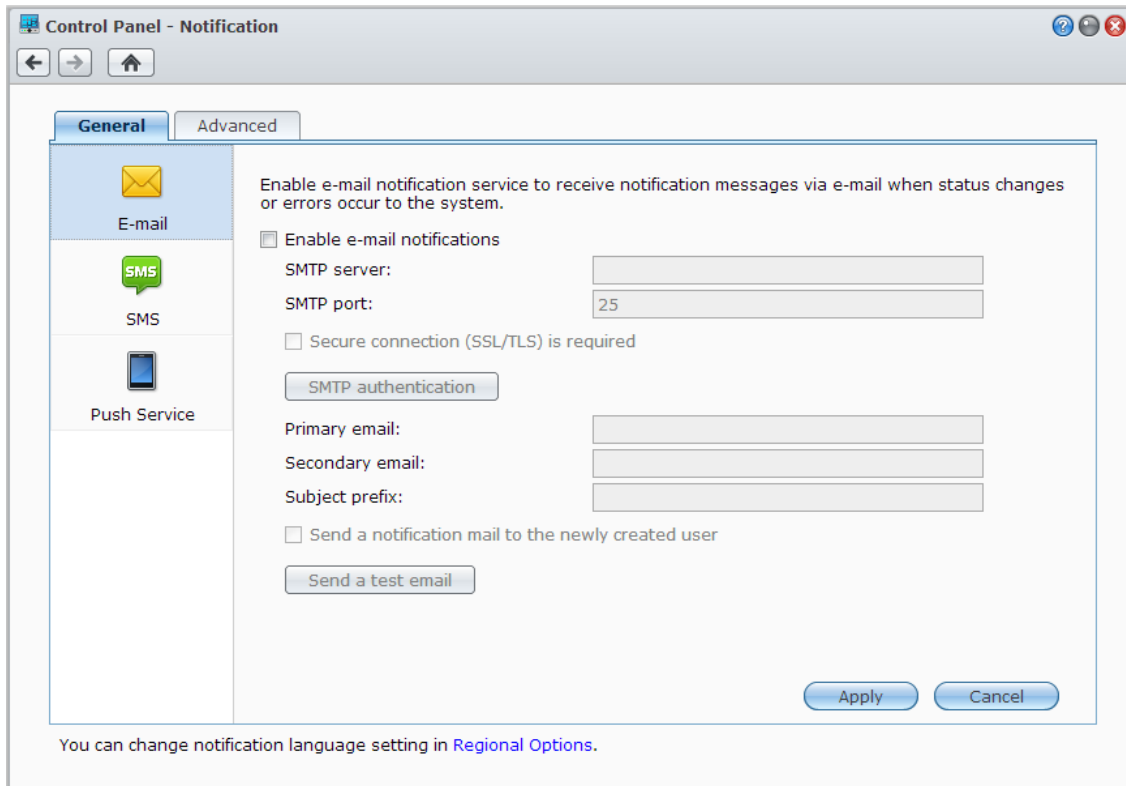 Control Panel - Notification
General
Advanced
E-mail
SMS
SMS
Push Service
Enable e-mail notification service to receive notification messages via e-mail when status changes
or errors occur to the system.
Enable e-mail notifications
SMTP server:
SMTP port: 25
Secure connection (SSL/TLS) is required
SMTP authentication
Primary email:
Secondary email:
Subject prefix:
Send a notification mail to the newly created user
Send a test email
Apply
Cancel
You can change notification language setting in Regional Options.